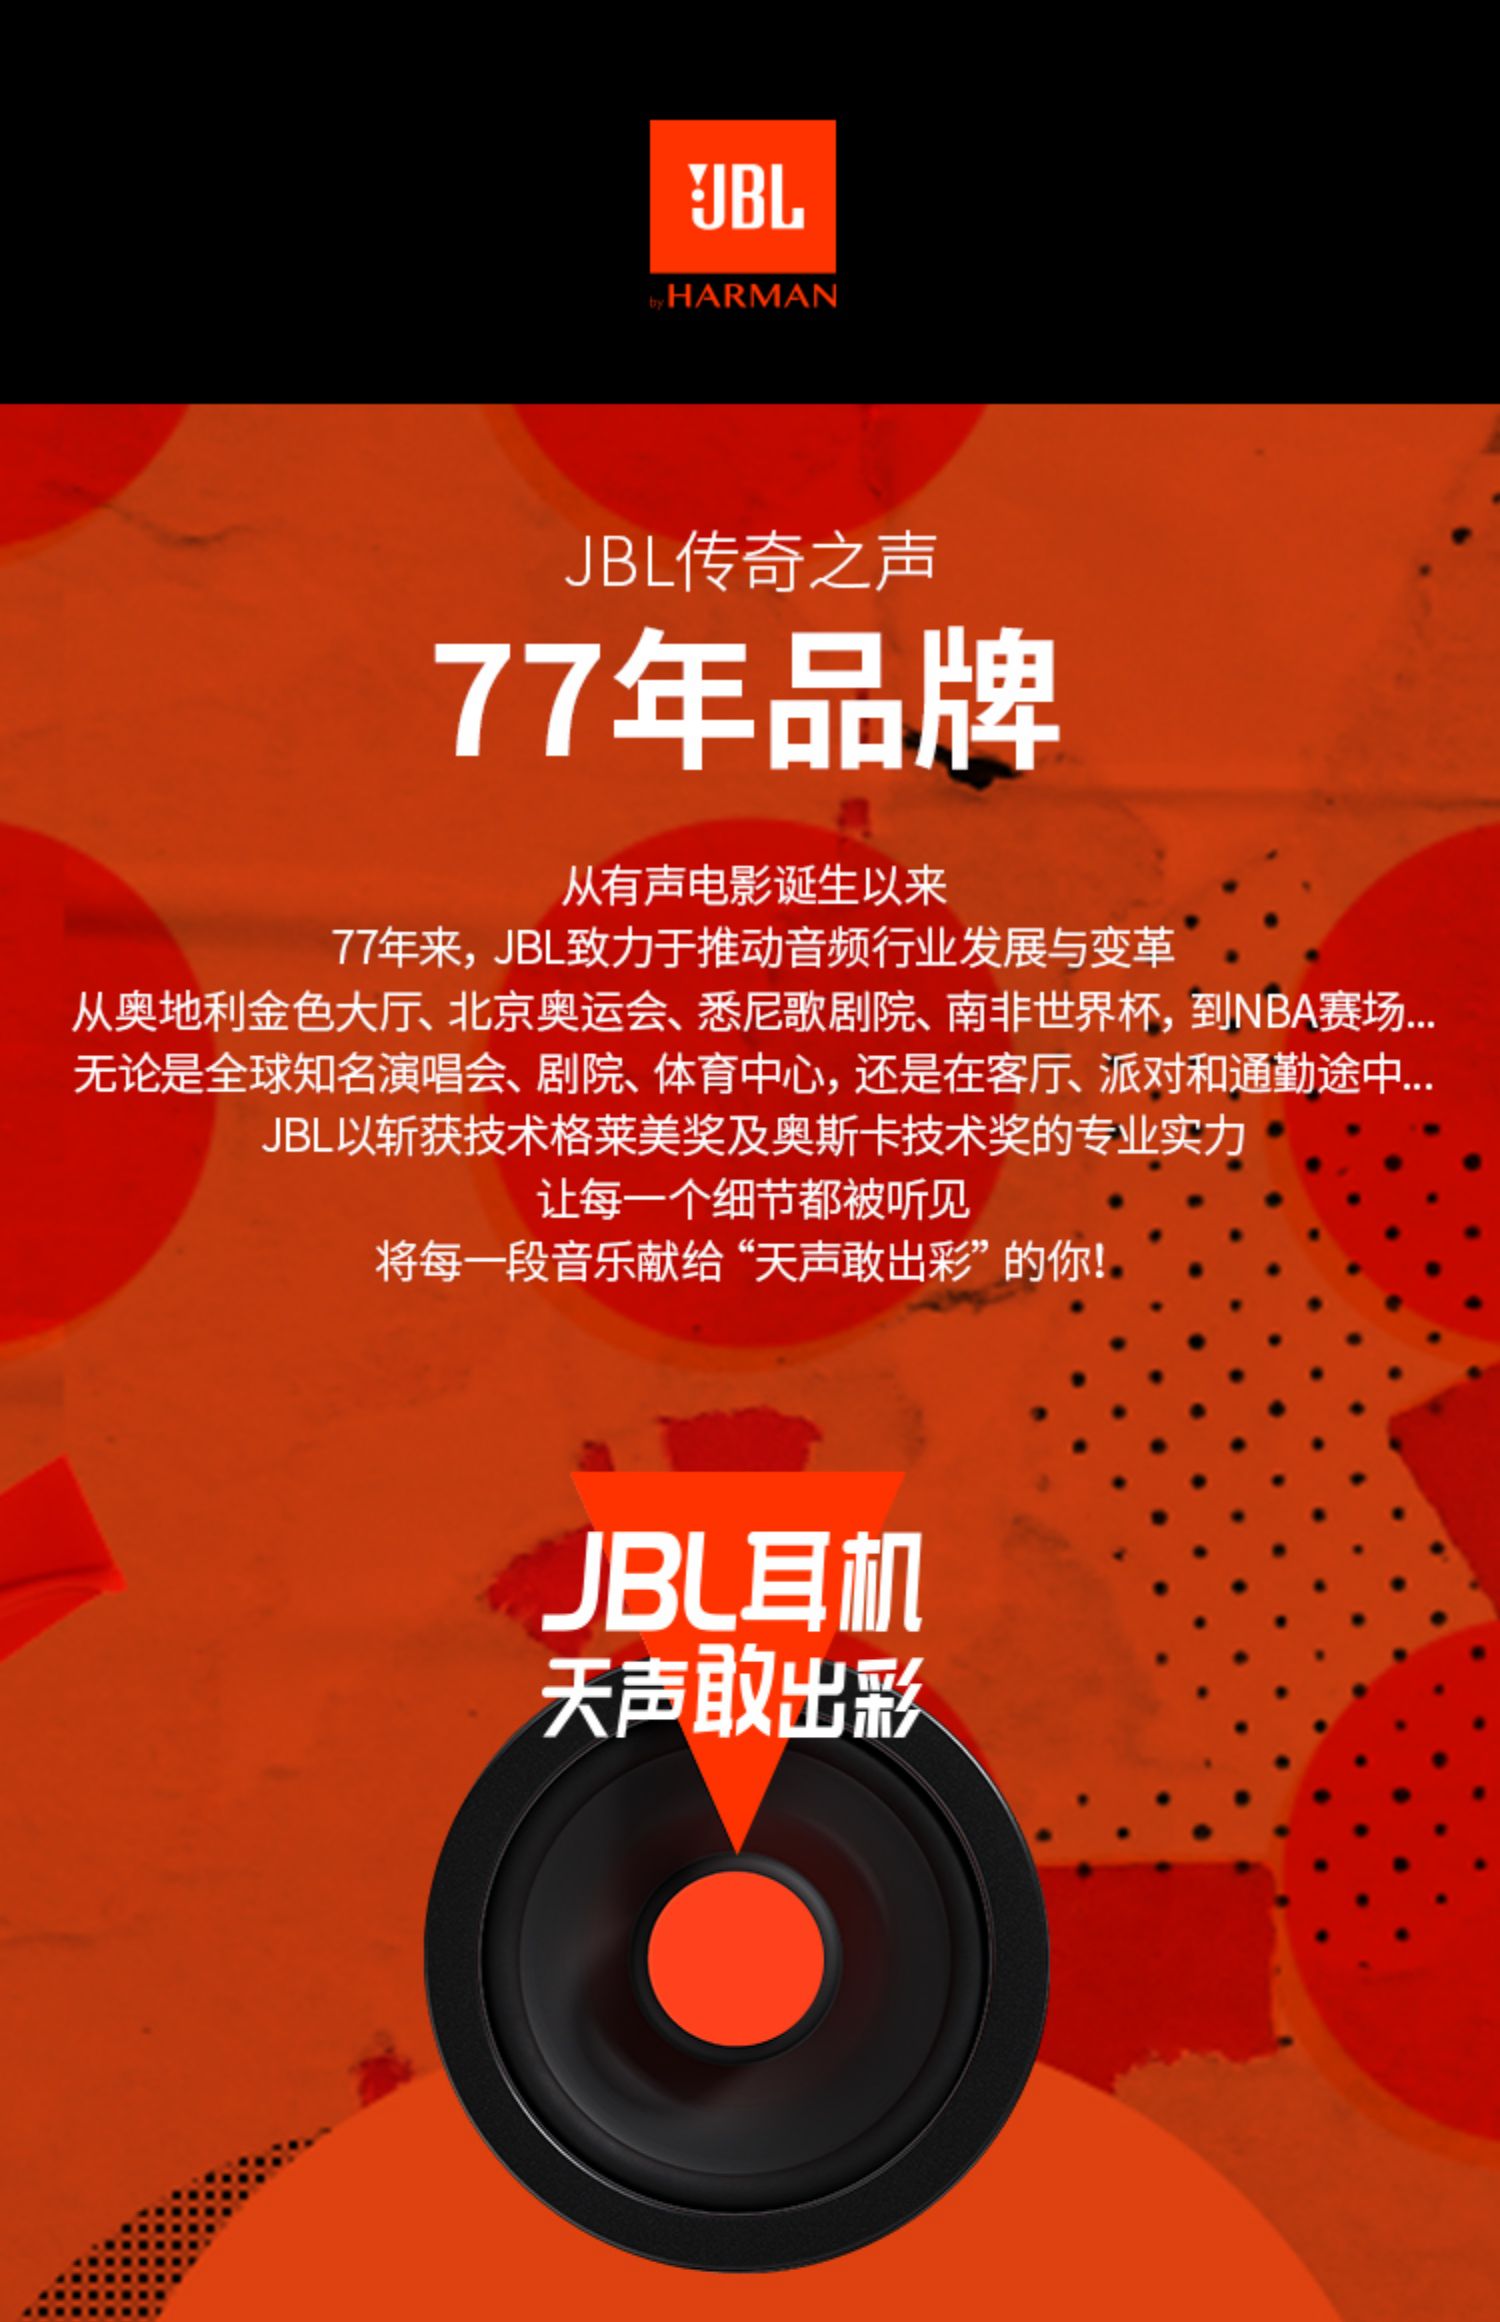 JBL
by HARMAN
JBL传奇之声
77年品牌
从有声电影诞生以来
77年来，JBL致力于推动音频行业发展与变革
从奥地利金色大厅、北京奥运会、悉尼歌剧院、南非世界杯，到NBA赛场...
无论是全球知名演唱会、剧院、体育中心，还是在客厅、派对和通勤途中...
JBL以斩获技术格莱美奖及奥斯卡技术奖的专业实力
让每一个细节都被听见
将每一段音乐献给“天声敢出彩”的你！
JBL耳机
天声敢出彩